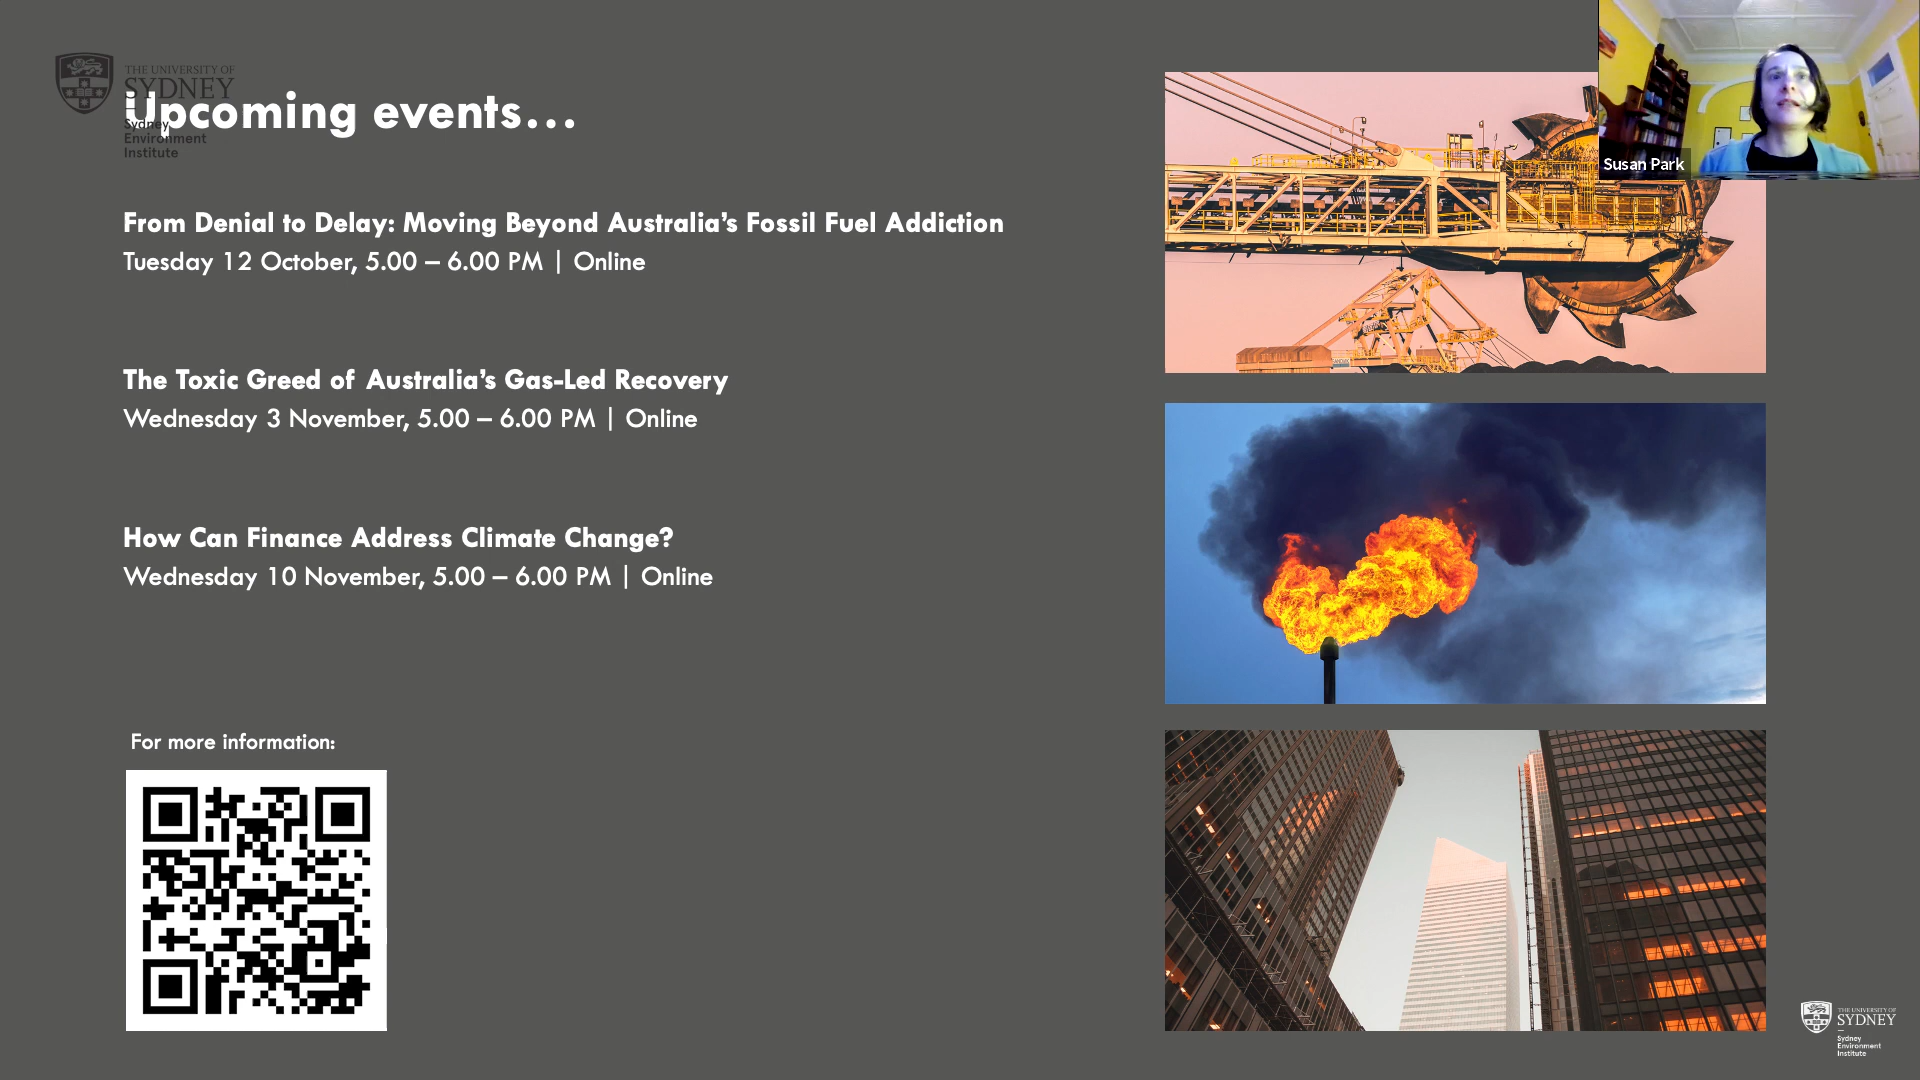 THE UNIVERSITY OF
SYDNEY
Sydney
Environment
Institute
Upcoming events…
Susan Park
From Denial to Delay: Moving Beyond Australia’s Fossil Fuel Addiction
Tuesday 12 October, 5.00 – 6.00 PM | Online
The Toxic Greed of Australia’s Gas-Led Recovery
Wednesday 3 November, 5.00 – 6.00 PM | Online
How Can Finance Address Climate Change?
Wednesday 10 November, 5.00 – 6.00 PM | Online
For more information:
THE UNIVERSITY OF
SYDNEY
Sydney
Environment
Institute